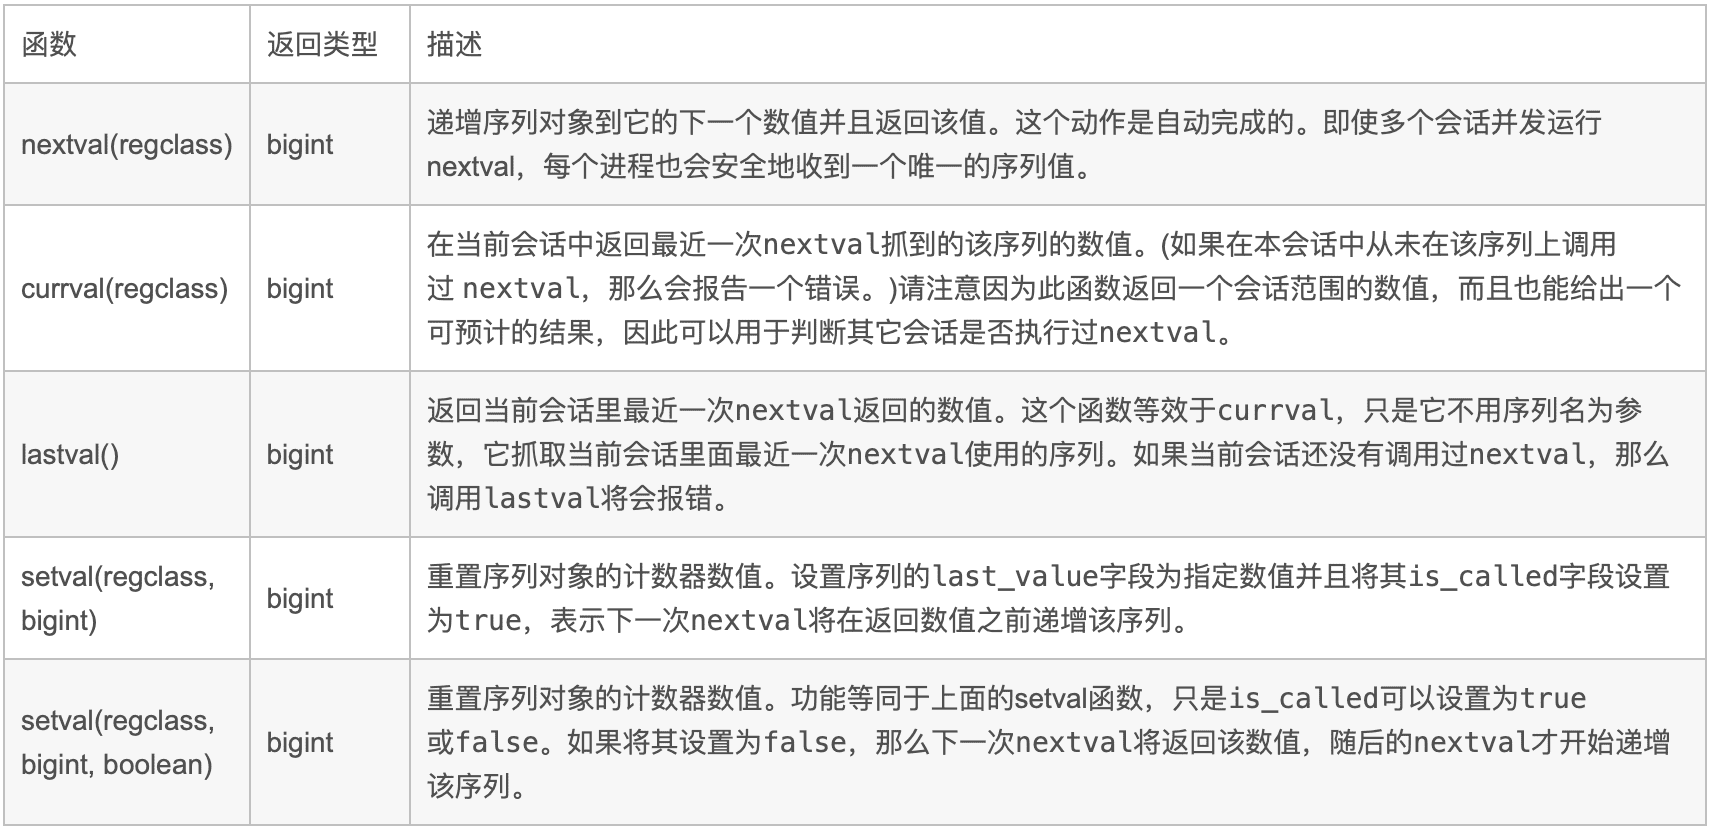 函数 返回类型 描述
nextval(regclass) bigint 递增序列对象到它的下一个数值并且返回该值。这个动作是自动完成的。即使多个会话并发运行
nextval，每个进程也会安全地收到一个唯一的序列值。
currval(regclass) bigint 在当前会话中返回最近一次nextval抓到的该序列的数值。(如果在本会话中从未在该序列上调用
过 nextval，那么会报告一个错误。)请注意因为此函数返回一个会话范围的数值，而且也能给出一个
可预计的结果，因此可以用于判断其它会话是否执行过nextval。
lastval() bigint 返回当前会话里最近一次nextval返回的数值。这个函数等效于currval，只是它不用序列名为参
数，它抓取当前会话里面最近一次nextval使用的序列。如果当前会话还没有调用过nextval，那么
调用lastval将会报错。
setval(regclass,
bigint)
bigint
重置序列对象的计数器数值。设置序列的last_value字段为指定数值并且将其is_called字段设置
为true，表示下一次nextval将在返回数值之前递增该序列。
setval(regclass,
bigint, boolean)
bigint
重置序列对象的计数器数值。功能等同于上面的setval函数，只是is_called可以设置为true
或false。如果将其设置为false，那么下一次nextval将返回该数值，随后的nextval才开始递增
该序列。